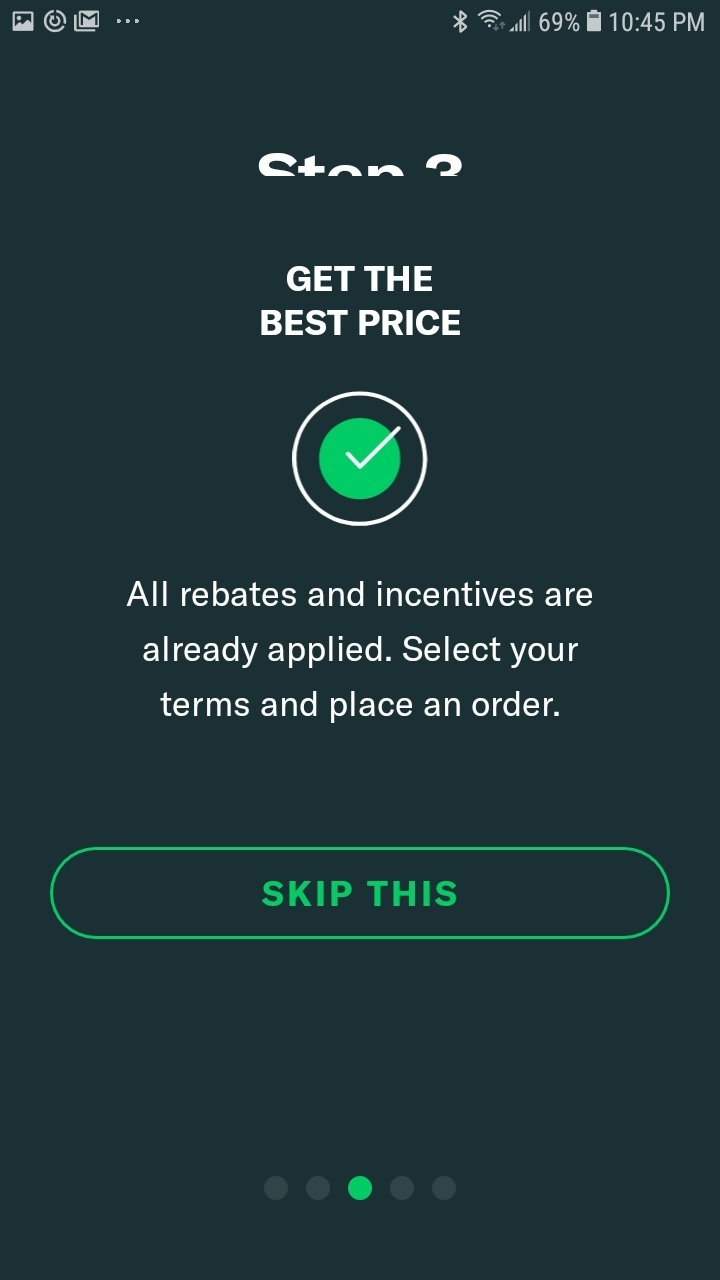 69% 10:45 PM
Step 3
GET THE
BEST PRICE
All rebates and incentives are
already applied. Select your
terms and place an order.
SKIP THIS